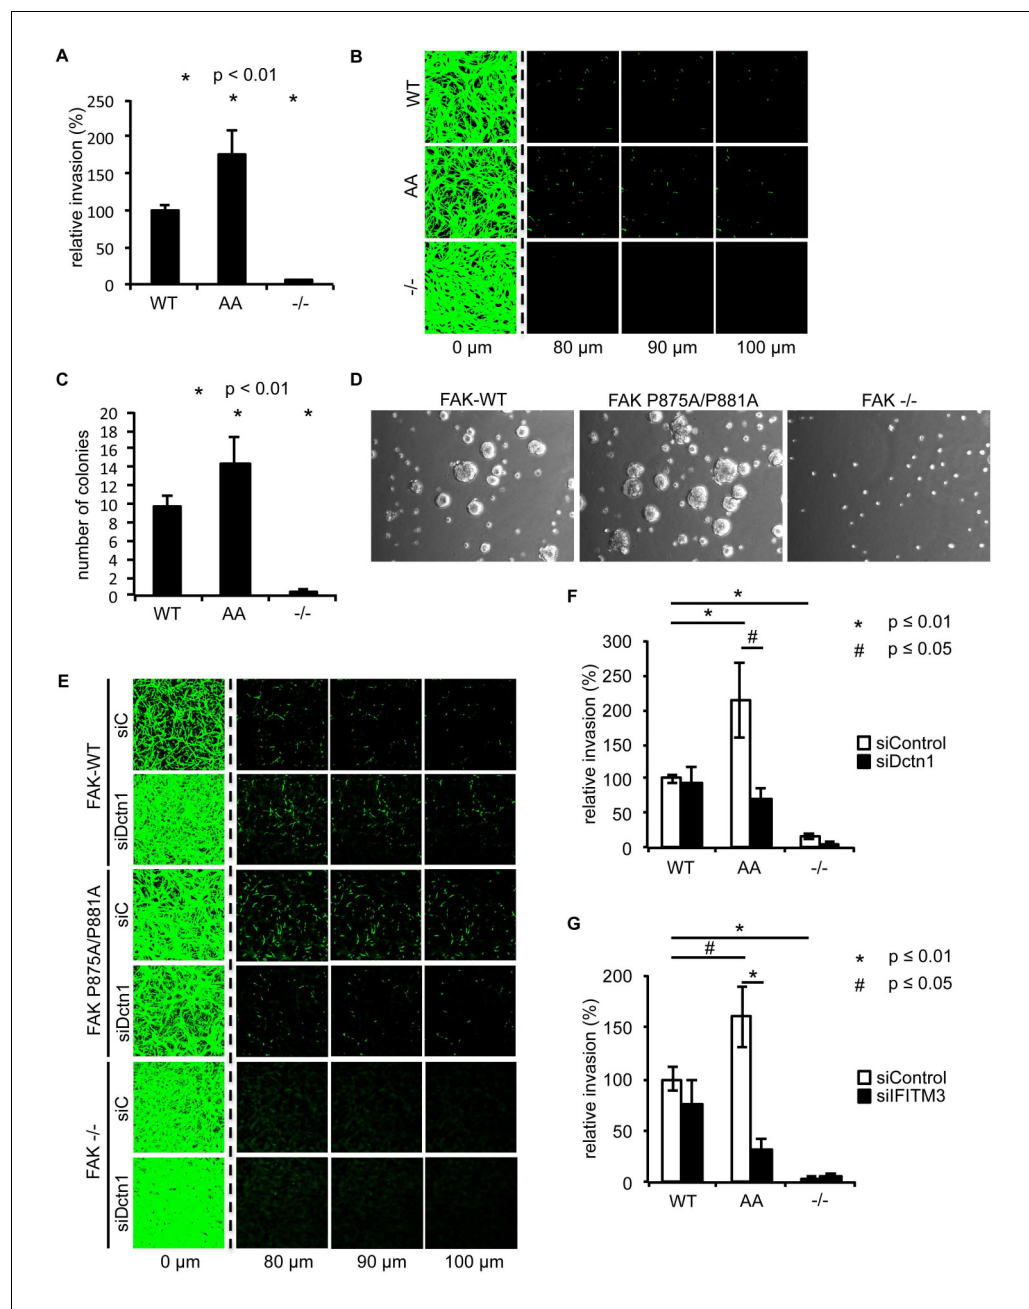 A
* p < 0.01
* *
250
200
150
100
50
0
relative invasion (%)
WT AA -/-
B
WT
AA
-/-
0 µm 80 µm 90 µm 100 µm
C
* p < 0.01
* *
20
18
16
14
12
10
8
6
4
2
0
number of colonies
WT AA -/-
D
FAK-WT FAK P875A/P881A FAK -/-
E
FAK-WT
siC
siDctn1
FAK P875A/P881A
siC
siDctn1
FAK -/-
siC
siDctn1
0 µm 80 µm 90 µm 100 µm
F
*
*
#
* p ≤ 0.01
# p ≤ 0.05
300
250
200
150
100
50
0
relative invasion (%)
siControl
siDctn1
WT AA -/-
G
*
#
*
* p ≤ 0.01
# p ≤ 0.05
200
150
100
50
0
relative invasion (%)
siControl
siIFITM3
WT AA -/-